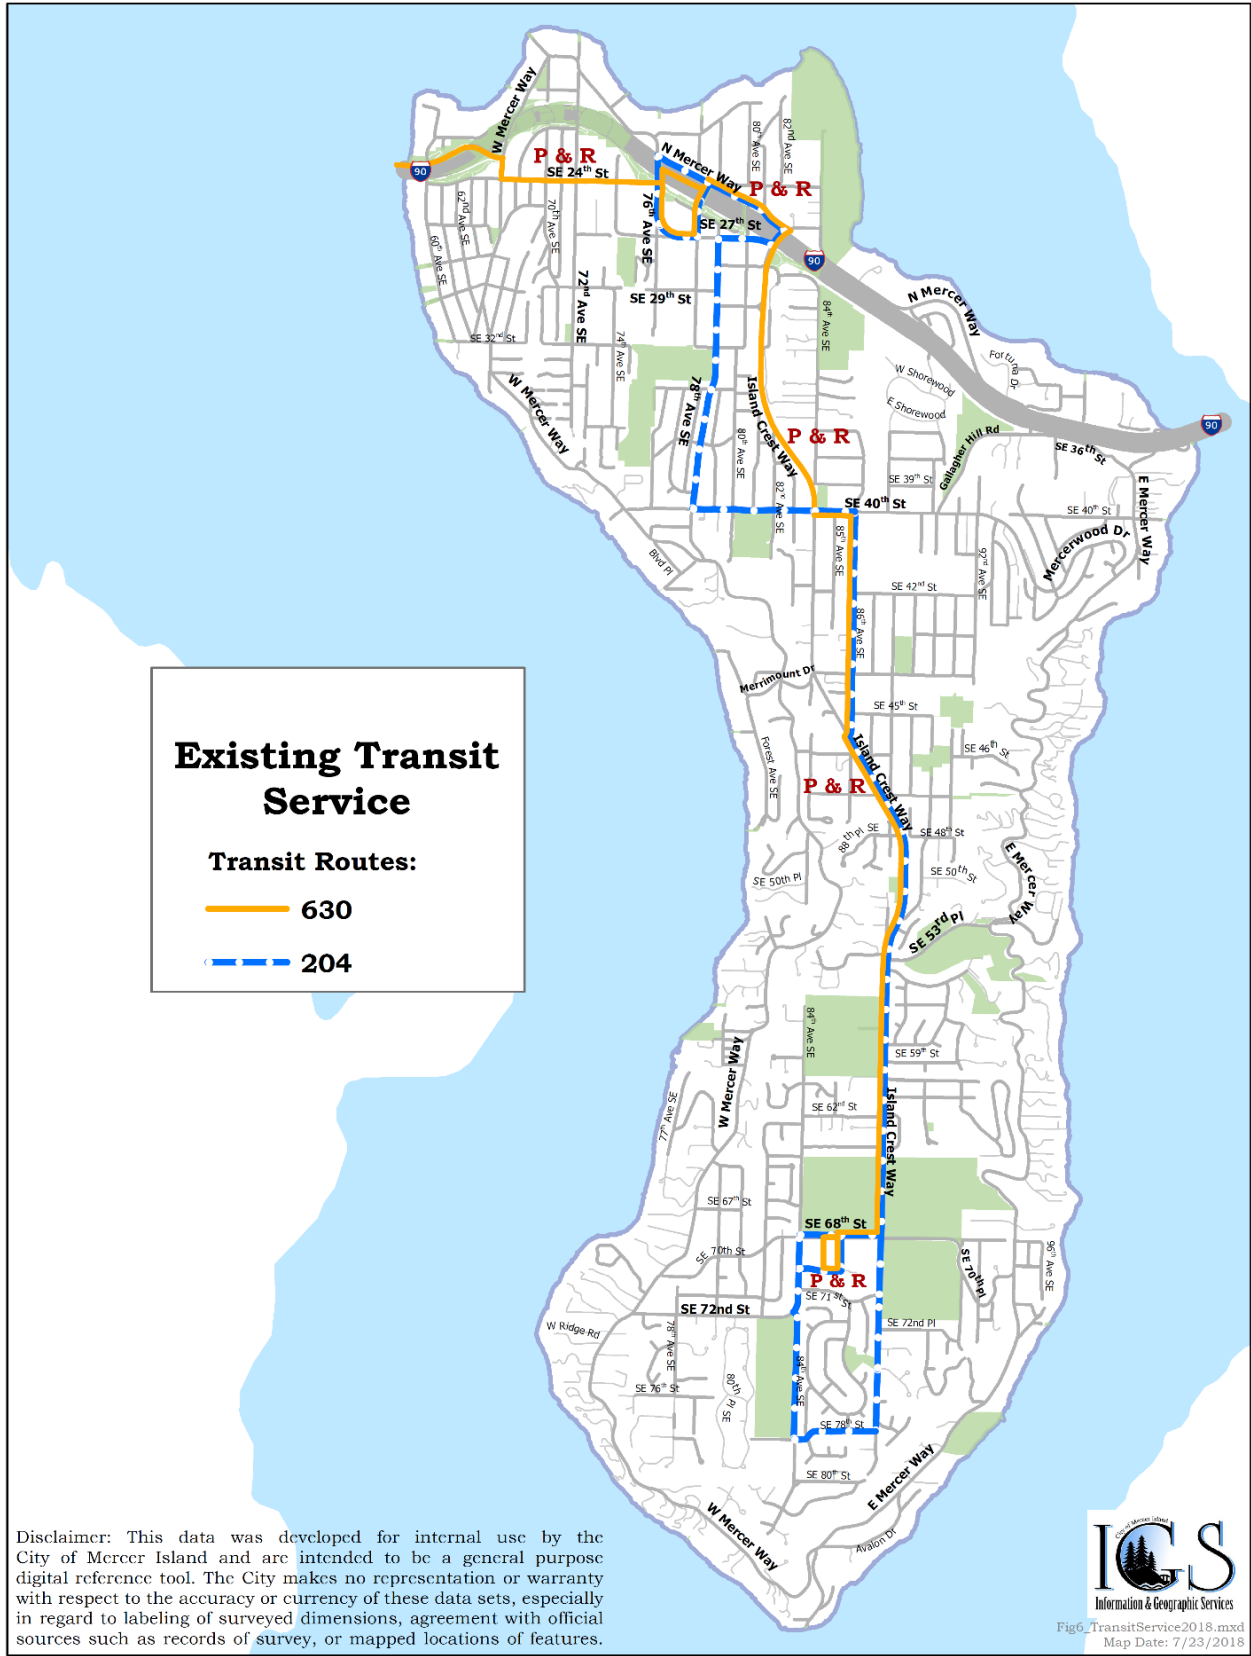 W Mercer Way
P & R
SE 24th St
N Mercer Way
80th Ave SE
82nd Ave SE
P & R
90
62nd Ave SE
60th Ave SE
70th Ave SE
76th Ave SE
SE 27th St
90
72nd Ave SE
SE 29th St
84th Ave SE
N Mercer Way
SE 32nd St
74th Ave SE
Fortuna Dr
W Shorewood
E Shorewood
W Mercer Way
78th Ave SE
Island Crest Way
80th Ave SE
P & R
Gallagher Hill Rd
90
SE 36th St
SE 39th St
82nd Ave SE
SE 40th St
SE 40th St
E Mercer Way
Mercerwood Dr
85th Ave SE
92nd Ave SE
Blvd Pl
SE 42nd St
86th Ave SE
Merrimount Dr
SE 45th St
Forest Ave SE
Island Crest Way
SE 46th St
P & R
88th Pl SE
SE 48th St
SE 50th Pl
SE 50th St
E Mercer Way
SE 53rd Pl
Existing Transit
Service
Transit Routes:
630
204
84th Ave SE
W Mercer Way
SE 59th St
77th Ave SE
SE 62nd St
Island Crest Way
SE 67th St
SE 68th St
SE 70th St
SE 70th Pl
96th Ave SE
P & R
SE 71st St
SE 72nd St
SE 72nd Pl
W Ridge Rd
78th Ave SE
84th Ave SE
SE 76th St
80th Pl SE
SE 78th St
SE 80th St
E Mercer Way
W Mercer Way
Avalon Dr
Disclaimer: This data was developed for internal use by the
City of Mercer Island and are intended to be a general purpose
digital reference tool. The City makes no representation or warranty
with respect to the accuracy or currency of these data sets, especially
in regard to labeling of surveyed dimensions, agreement with official
sources such as records of survey, or mapped locations of features.
City of Mercer Island
IGS
Information & Geographic Services
Fig6_TransitService2018.mxd
Map Date: 7/23/2018